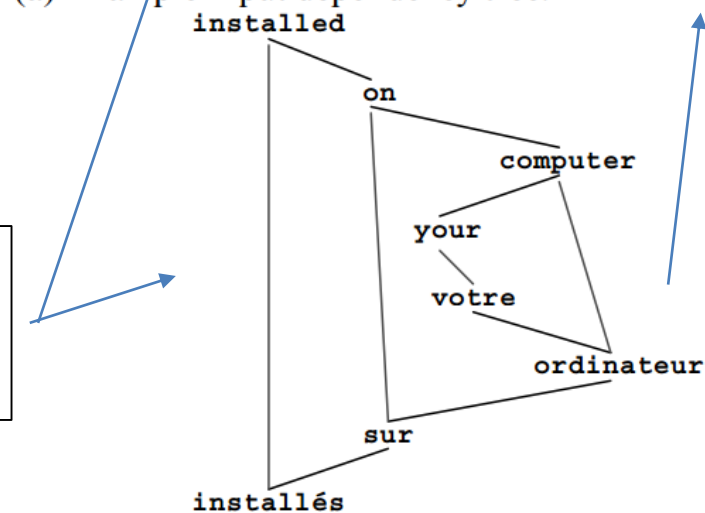 installed
on
computer
your
votre
ordinateur
sur
installés